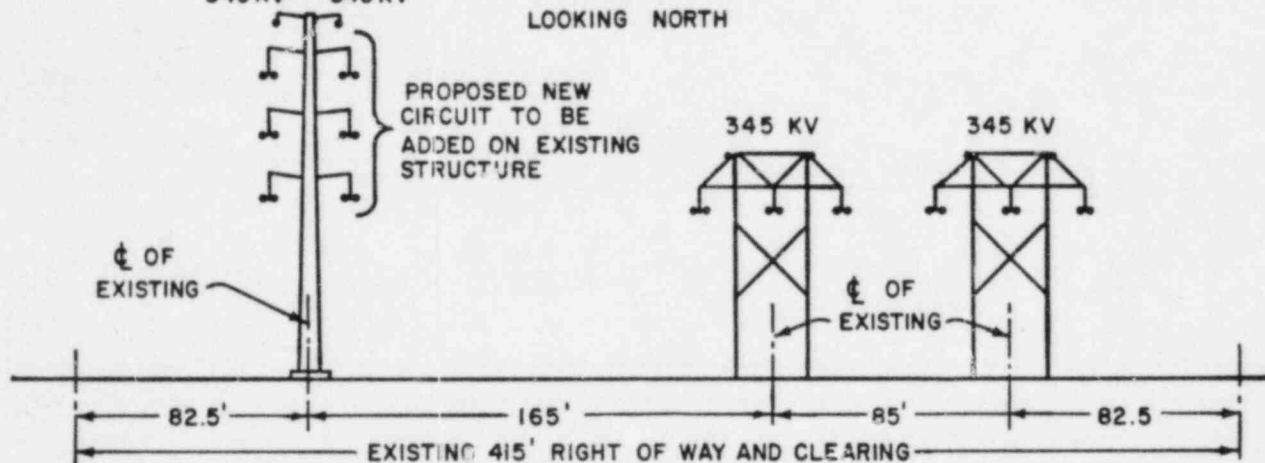 LOOKING NORTH
PROPOSED NEW
CIRCUIT TO BE
ADDED ON EXISTING
STRUCTURE
345 KV
345 KV
℄ OF
EXISTING
℄ OF
EXISTING
82.5'
165'
85'
82.5
EXISTING 415' RIGHT OF WAY AND CLEARING